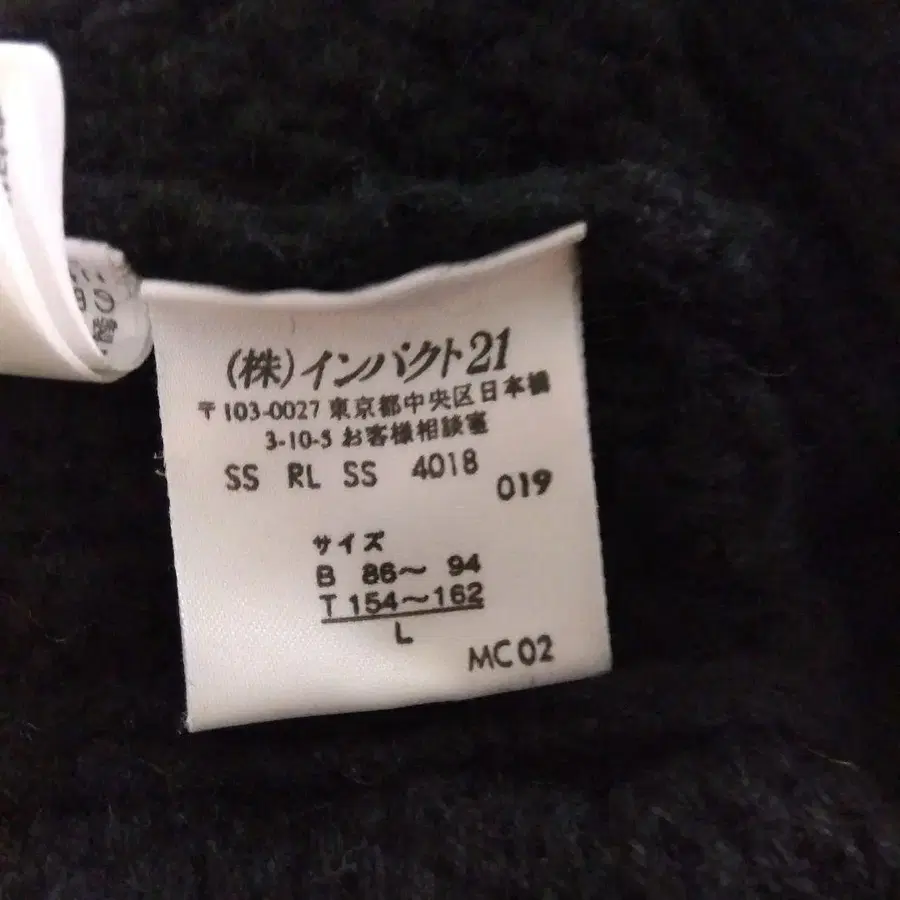 (株)インパクト21
〒103-0027 東京都中央区日本橋
3-10-5 お客様相談室
SS RL SS 4018
019
サイズ
B 86〜 94
T 154〜162
L
MC 02